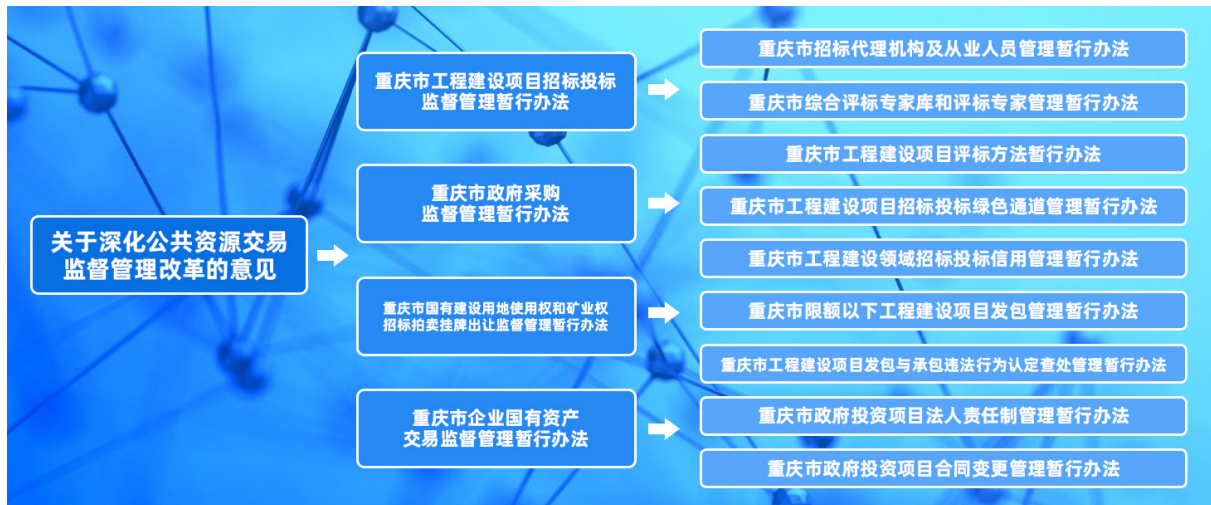 关于深化公共资源交易
监督管理改革的意见
重庆市工程建设项目招标投标
监督管理暂行办法
重庆市政府采购
监督管理暂行办法
重庆市国有建设用地使用权和矿业权
招标拍卖挂牌出让监督管理暂行办法
重庆市企业国有资产
交易监督管理暂行办法
重庆市招标代理机构及从业人员管理暂行办法
重庆市综合评标专家库和评标专家管理暂行办法
重庆市工程建设项目评标方法暂行办法
重庆市工程建设项目招标投标绿色通道管理暂行办法
重庆市工程建设领域招标投标信用管理暂行办法
重庆市限额以下工程建设项目发包管理暂行办法
重庆市工程建设项目发包与承包违法行为认定查处管理暂行办法
重庆市政府投资项目法人责任制管理暂行办法
重庆市政府投资项目合同变更管理暂行办法